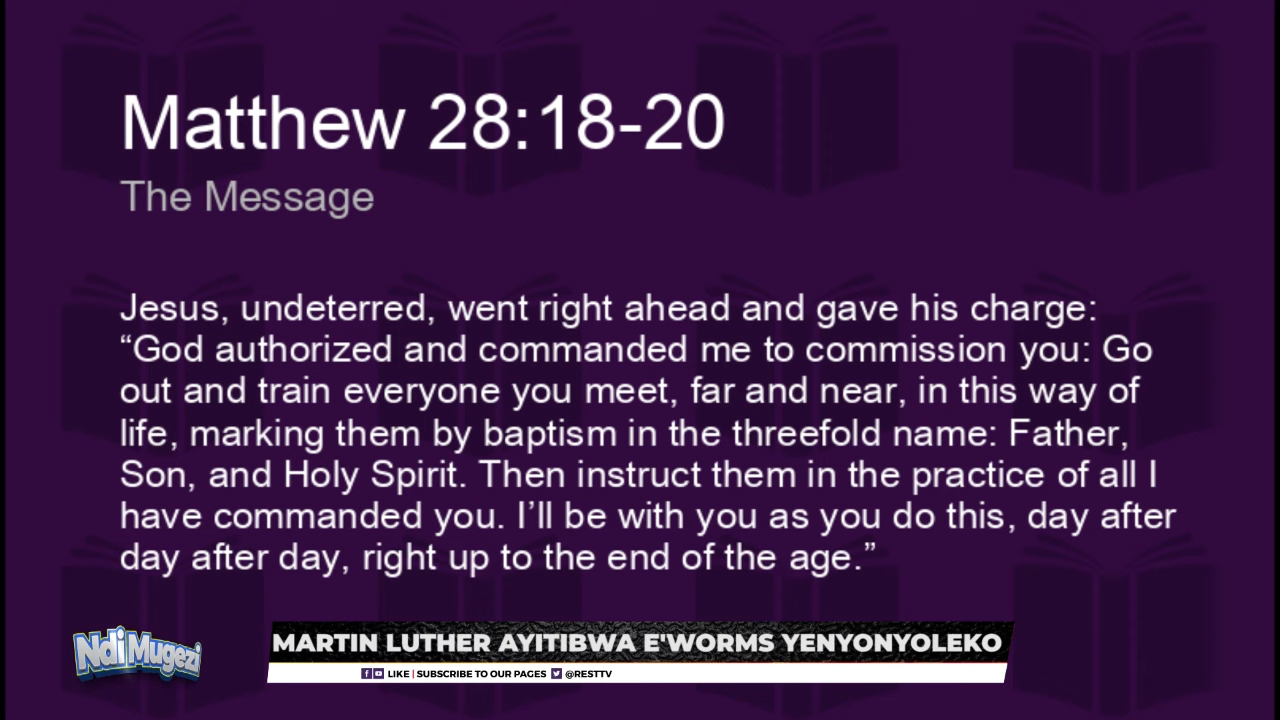 Matthew 28:18-20
The Message
Jesus, undeterred, went right ahead and gave his charge:
“God authorized and commanded me to commission you: Go
out and train everyone you meet, far and near, in this way of
life, marking them by baptism in the threefold name: Father,
Son, and Holy Spirit. Then instruct them in the practice of all I
have commanded you. I’ll be with you as you do this, day after
day after day, right up to the end of the age.”
Ndi Mugezi
MARTIN LUTHER AYITIBWA E'WORMS YENYONYOLEKO
LIKE | SUBSCRIBE TO OUR PAGES @RESTTV